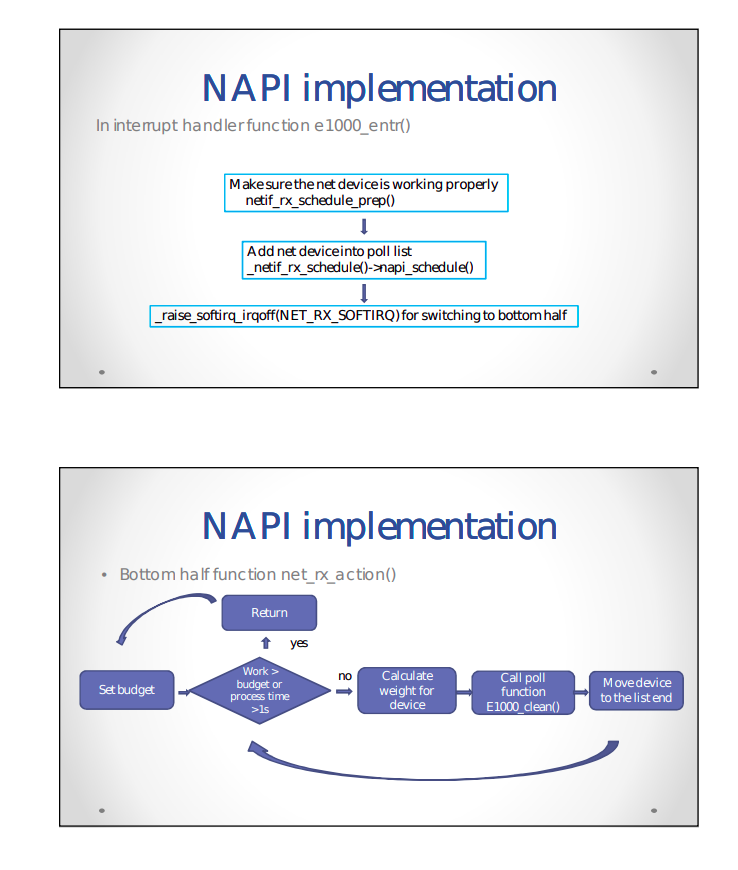 NAPI implementation
In interrupt handler function e1000_entr()
Make sure the net device is working properly
netif_rx_schedule_prep()
Add net device into poll list
_netif_rx_schedule()->napi_schedule()
_raise_softirq_irqoff(NET_RX_SOFTIRQ) for switching to bottom half
NAPI implementation
• Bottom half function net_rx_action()
Return
yes
Set budget
Work >
budget or
process time
>1s
no
Calculate
weight for
device
Call poll
function
E1000_clean()
Move device
to the list end